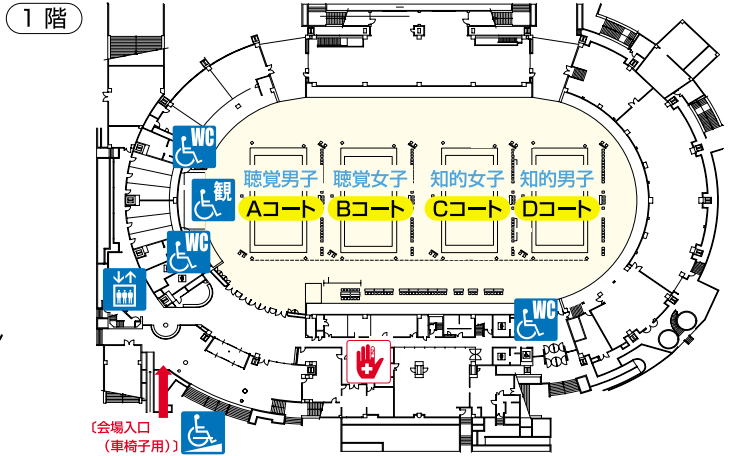 1階
WC
聴覚男子 聴覚女子 知的女子 知的男子
観
Aコート Bコート Cコート Dコート
WC
WC
〔会場入口
（車椅子用）〕